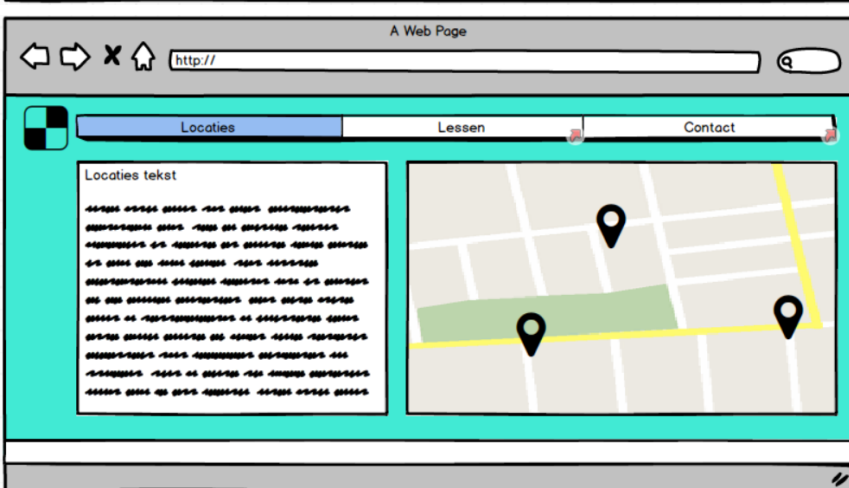 A Web Page
http://
Locaties
Lessen
Contact
Locaties tekst